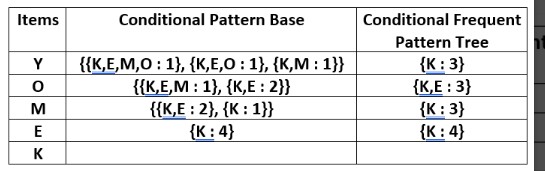 Items Conditional Pattern Base Conditional Frequent
Pattern Tree
Y {{K,E,M,O : 1}, {K,E,O : 1}, {K,M : 1}} {K : 3}
O {{K,E,M : 1}, {K,E : 2}} {K,E : 3}
M {{K,E : 2}, {K : 1}} {K : 3}
E {K : 4} {K : 4}
K